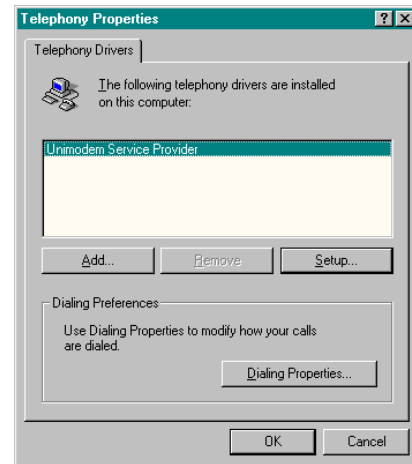 Telephony Properties
Telephony Drivers
The following telephony drivers are installed
on this computer:
Unimodem Service Provider
Add...
Remove
Setup...
Dialing Preferences
Use Dialing Properties to modify how your calls
are dialed.
Dialing Properties...
OK
Cancel